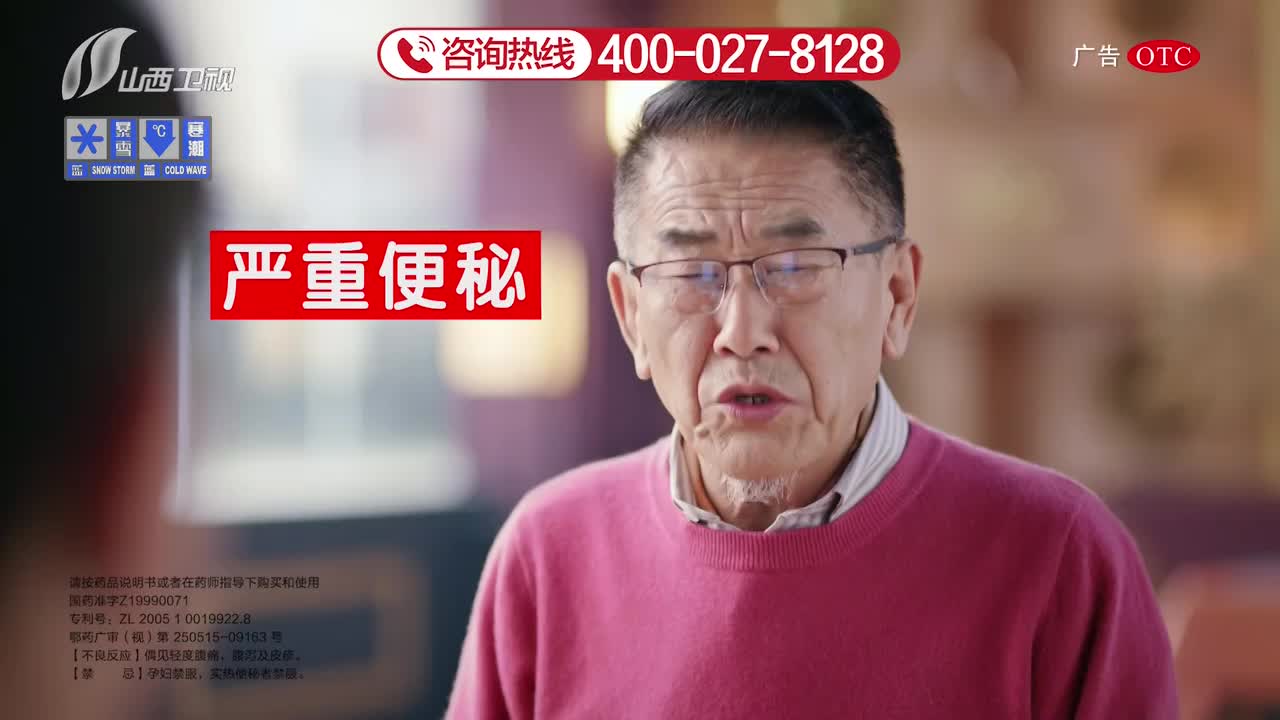 咨询热线 400-027-8128
广告 OTC
山西卫视
暴雪 ℃ 寒潮
蓝 SNOW STORM 蓝 COLD WAVE
严重便秘
请按药品说明书或者在药师指导下购买和使用
国药准字Z19990071
专利号：ZL 2005 1 0019922.8
鄂药广审（视）第 250515-09163 号
【不良反应】偶见轻度腹痛、腹泻及皮疹。
【禁 忌】孕妇禁服，实热便秘者禁服。